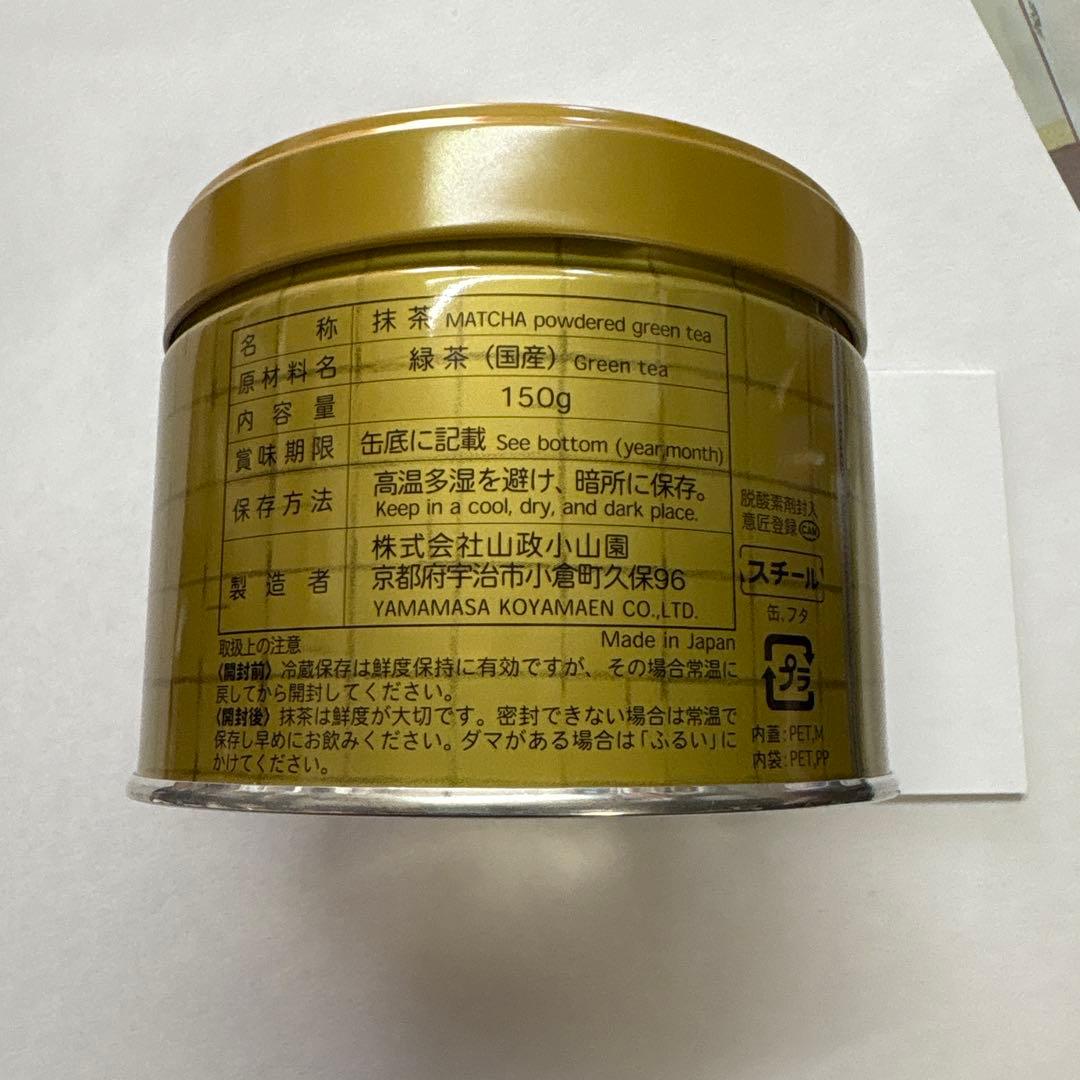 名称 抹茶 MATCHA powdered green tea
原材料名 緑茶（国産）Green tea
内容量 150g
賞味期限 缶底に記載 See bottom (year,month)
保存方法 高温多湿を避け、暗所に保存。
Keep in a cool, dry, and dark place.
製造者 株式会社山政小山園
京都府宇治市小倉町久保96
YAMAMASA KOYAMAEN CO.,LTD.
Made in Japan
取扱上の注意
〈開封前〉冷蔵保存は鮮度保持に有効ですが、その場合常温に
戻してから開封してください。
〈開封後〉抹茶は鮮度が大切です。密封できない場合は常温で
保存し早めにお飲みください。ダマがある場合は「ふるい」に
かけてください。
脱酸素剤封入
意匠登録 CAN
スチール
缶、フタ
プラ
内蓋：PET,M
内袋：PET,PP